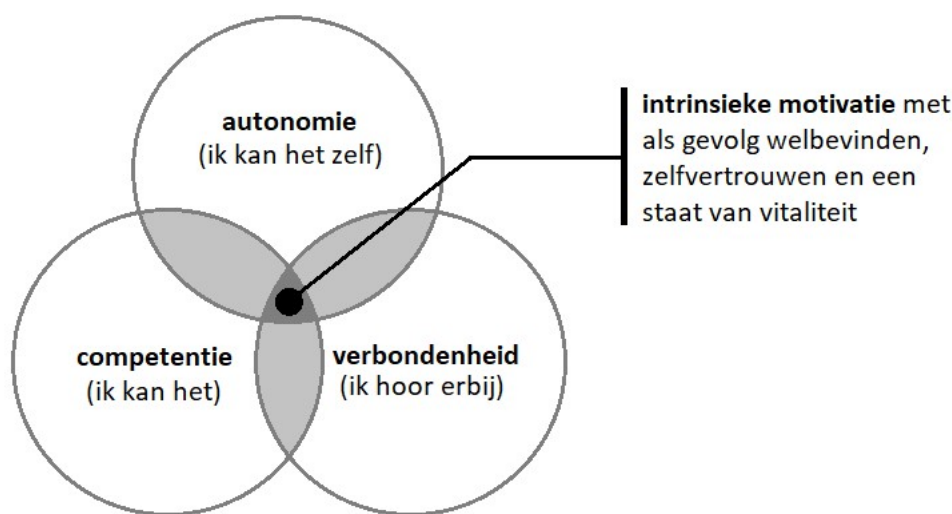 autonomie
(ik kan het zelf)
intrinsieke motivatie met
als gevolg welbevinden,
zelfvertrouwen en een
staat van vitaliteit
competentie
(ik kan het)
verbondenheid
(ik hoor erbij)